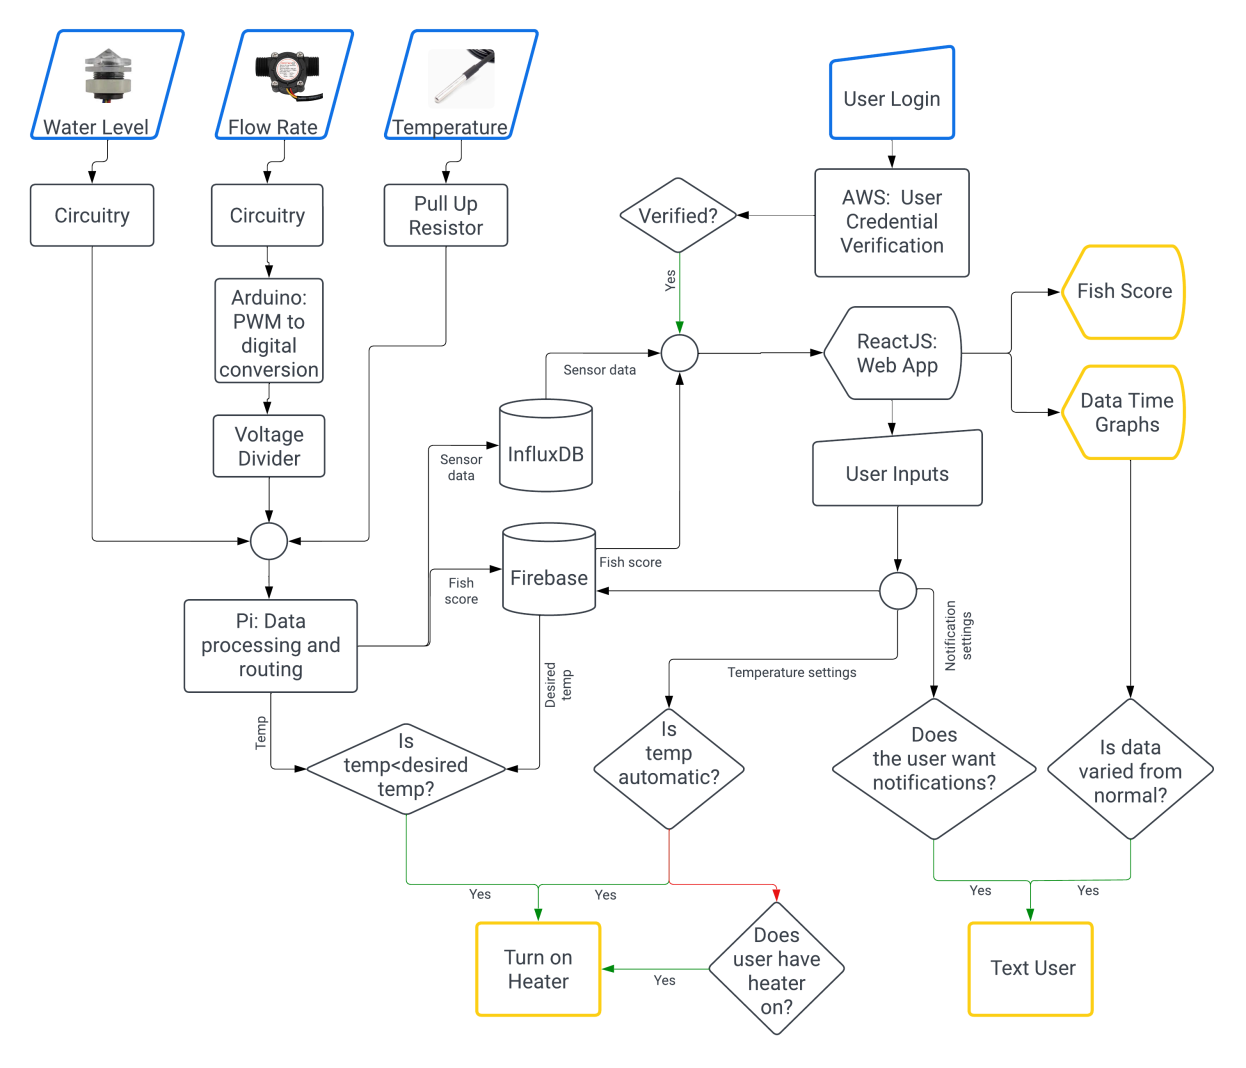 Water Level
Flow Rate
Temperature
User Login
Circuitry
Circuitry
Pull Up
Resistor
Verified?
AWS:  User
Credential
Verification
Yes
Arduino:
PWM to
digital
conversion
Fish Score
ReactJS:
Web App
Sensor data
Data Time
Graphs
Voltage
Divider
InfluxDB
Sensor
data
User Inputs
Fish score
Firebase
Fish
score
Pi: Data
processing and
routing
Notification
settings
Temperature settings
Desired
temp
Temp
Is
temp<desired
temp?
Is
temp
automatic?
Does
the user want
notifications?
Is data
varied from
normal?
Yes
Yes
Yes
Yes
Turn on
Heater
Yes
Does
user have
heater
on?
Text User